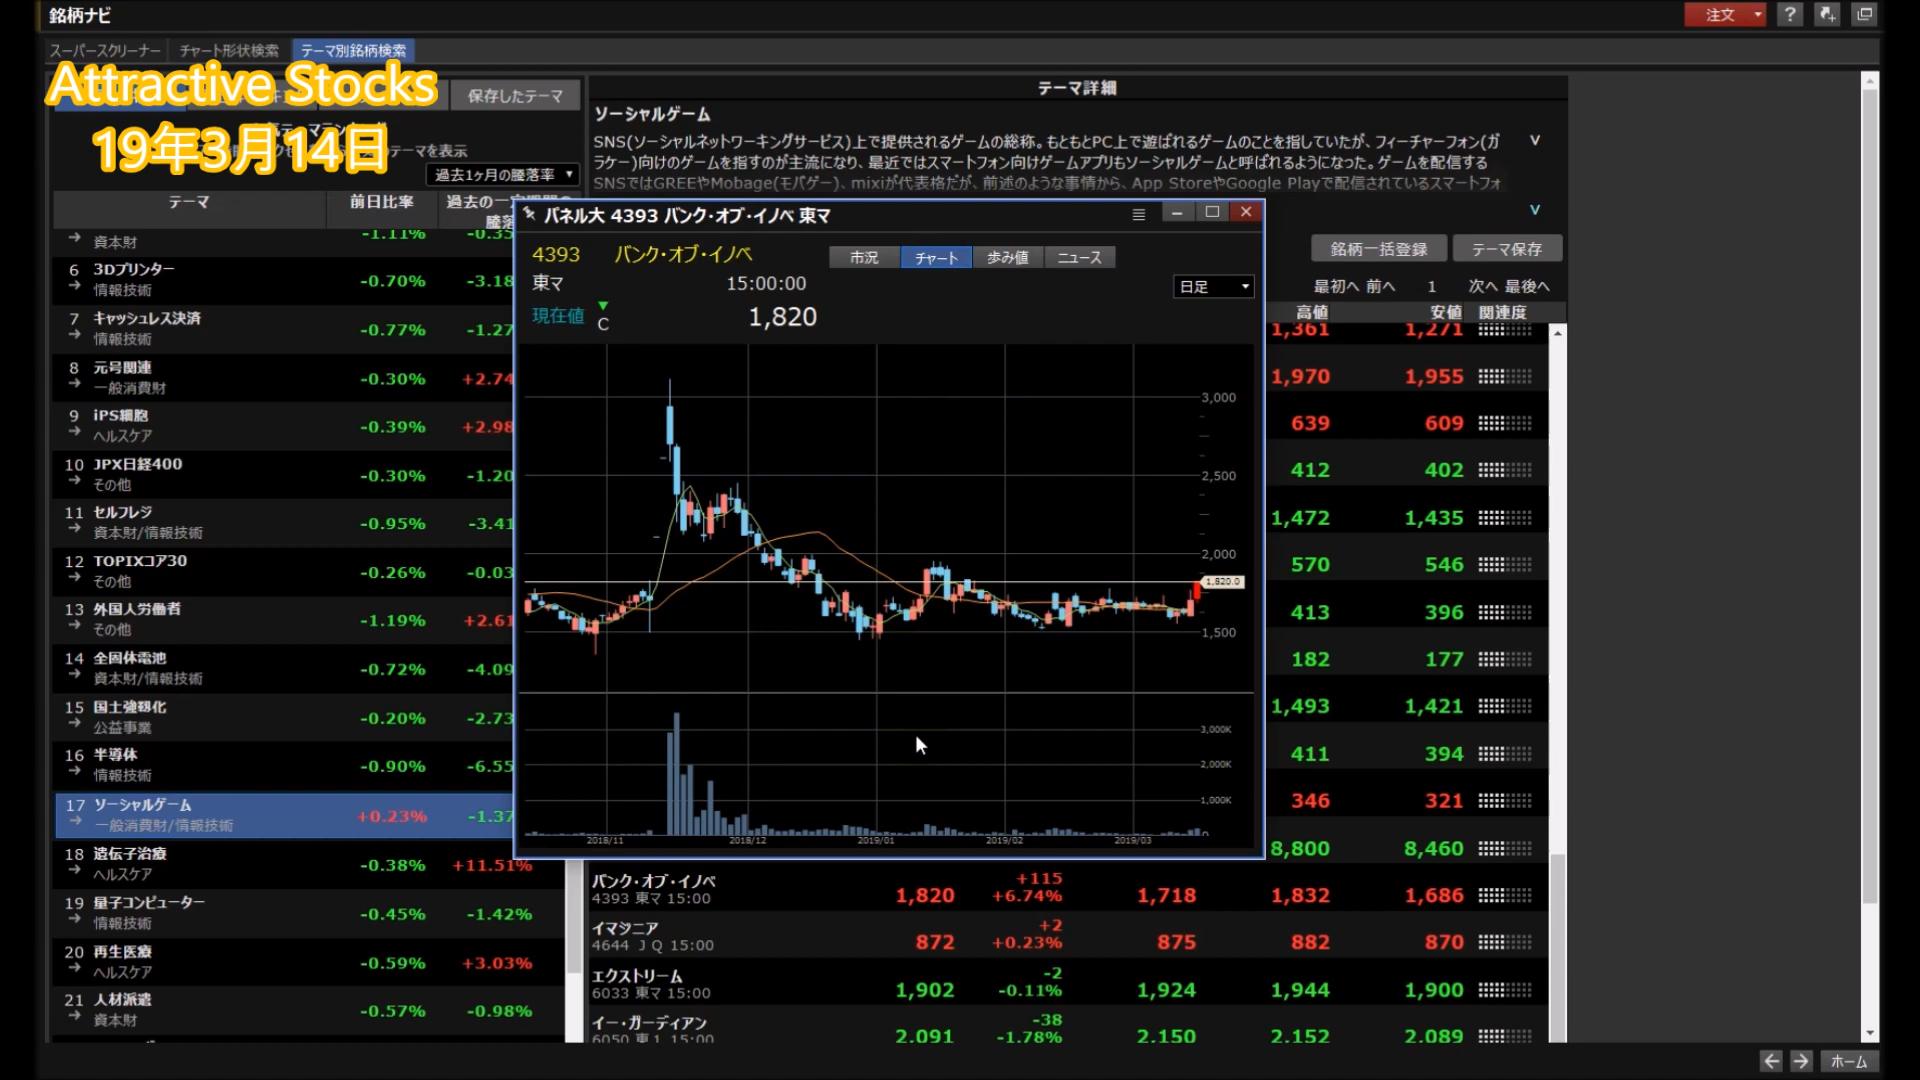 銘柄ナビ
注文
?
スーパースクリーナー チャート形状検索 テーマ別銘柄検索
Attractive Stocks
19年3月14日
保存したテーマ
テーマを表示
過去1ヶ月の騰落率
テーマ 前日比率
テーマ詳細
ソーシャルゲーム
SNS(ソーシャルネットワーキングサービス)上で提供されるゲームの総称。もともとPC上で遊ばれるゲームのことを指していたが、フィーチャーフォン(ガ
ラケー)向けのゲームを指すのが主流になり、最近ではスマートフォン向けゲームアプリもソーシャルゲームと呼ばれるようになった。ゲームを配信する
SNSではGREEやMobage(モバゲー)、mixiが代表格だが、前述のような事情から、App StoreやGoogle Playで配信されているスマートフォ
銘柄一括登録 テーマ保存
最初へ 前へ 1 次へ 最後へ
高値 安値 関連度
資本財 -1.11% -0.35
6 3Dプリンター -0.70% -3.18
情報技術
7 キャッシュレス決済 -0.77% -1.27
情報技術
8 元号関連 -0.30% +2.74
一般消費財
9 iPS細胞 -0.39% +2.98
ヘルスケア
10 JPX日経400 -0.30% -1.20
その他
11 セルフレジ -0.95% -3.41
資本財/情報技術
12 TOPIXコア30 -0.26% -0.03
その他
13 外国人労働者 -1.19% +2.61
その他
14 全固体電池 -0.72% -4.09
資本財/情報技術
15 国土強靱化 -0.20% -2.73
公益事業
16 半導体 -0.90% -6.55
情報技術
17 ソーシャルゲーム +0.23% -1.37
一般消費財/情報技術
18 遺伝子治療 -0.38% +11.51%
ヘルスケア
19 量子コンピューター -0.45% -1.42%
情報技術
20 再生医療 -0.59% +3.03%
ヘルスケア
21 人材派遣 -0.57% -0.98%
資本財
パネル大 4393 バンク・オブ・イノベ 東マ
4393 バンク・オブ・イノベ
市況 チャート 歩み値 ニュース
東マ 15:00:00
日足
現在値 C 1,820
3,000
2,500
2,000
1,820.0
1,500
3,000K
2,000K
1,000K
0
2018/11 2018/12 2019/01 2019/02 2019/03
1,361 1,271
1,970 1,955
639 609
412 402
1,472 1,435
570 546
413 396
182 177
1,493 1,421
411 394
346 321
8,800 8,460
バンク・オブ・イノベ +115
4393 東マ 15:00 1,820 +6.74% 1,718 1,832 1,686
イマジニア +2
4644 JQ 15:00 872 +0.23% 875 882 870
エクストリーム -2
6033 東マ 15:00 1,902 -0.11% 1,924 1,944 1,900
イー・ガーディアン -38
6050 東1 15:00 2,091 -1.78% 2,150 2,152 2,089
ホーム